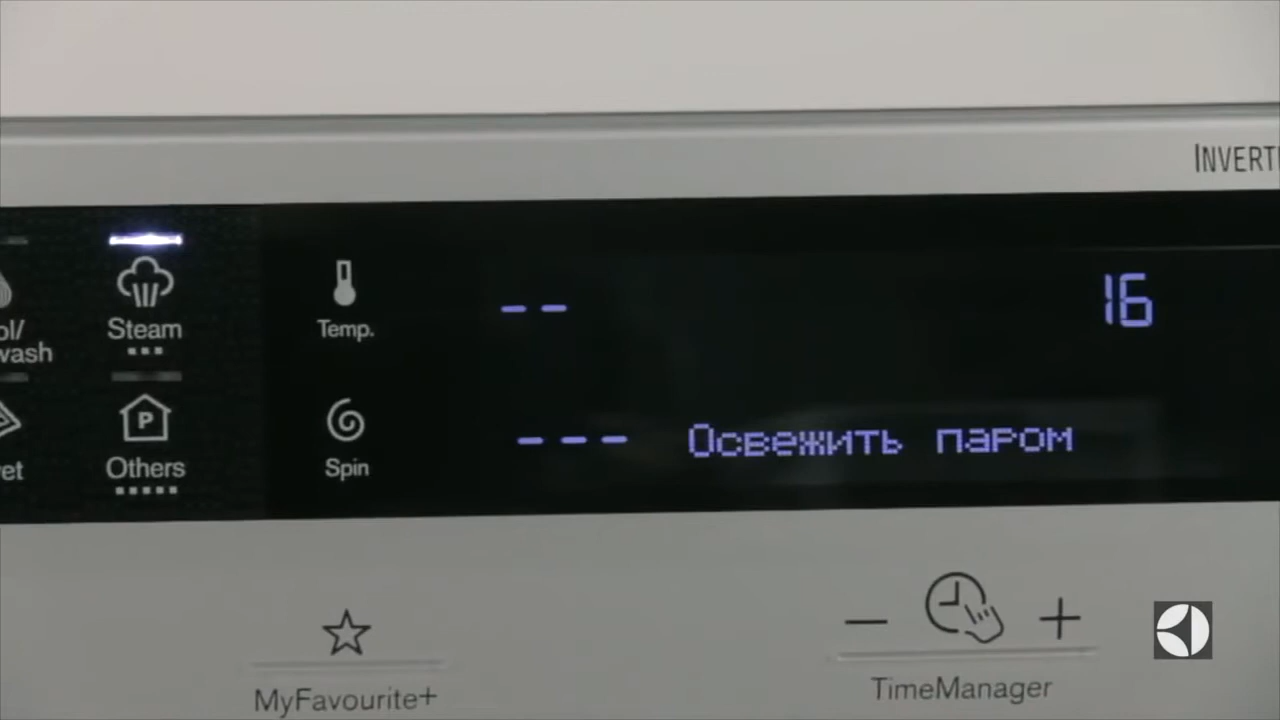 INVERT
Steam
Temp.
-- 16
ol/
wash
P
Others
Spin
--- Освежить паром
et
MyFavourite+
− +
TimeManager